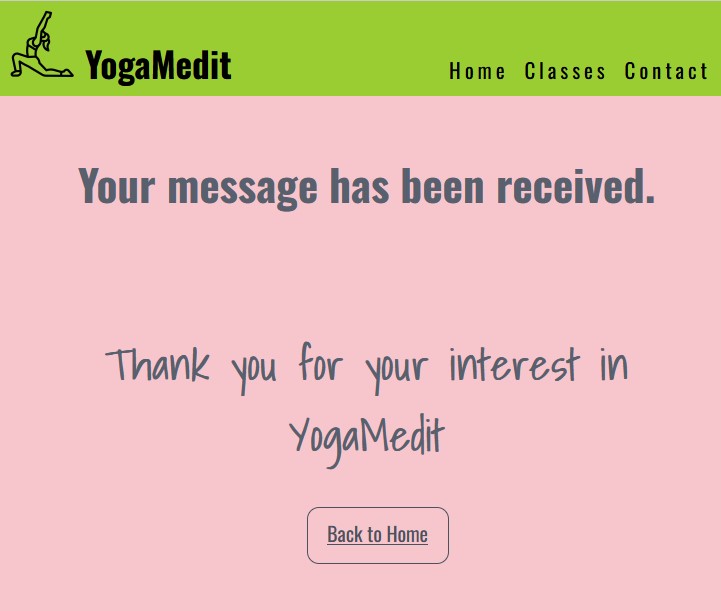 YogaMedit
Home Classes Contact
Your message has been received.
Thank you for your interest in
YogaMedit
Back to Home